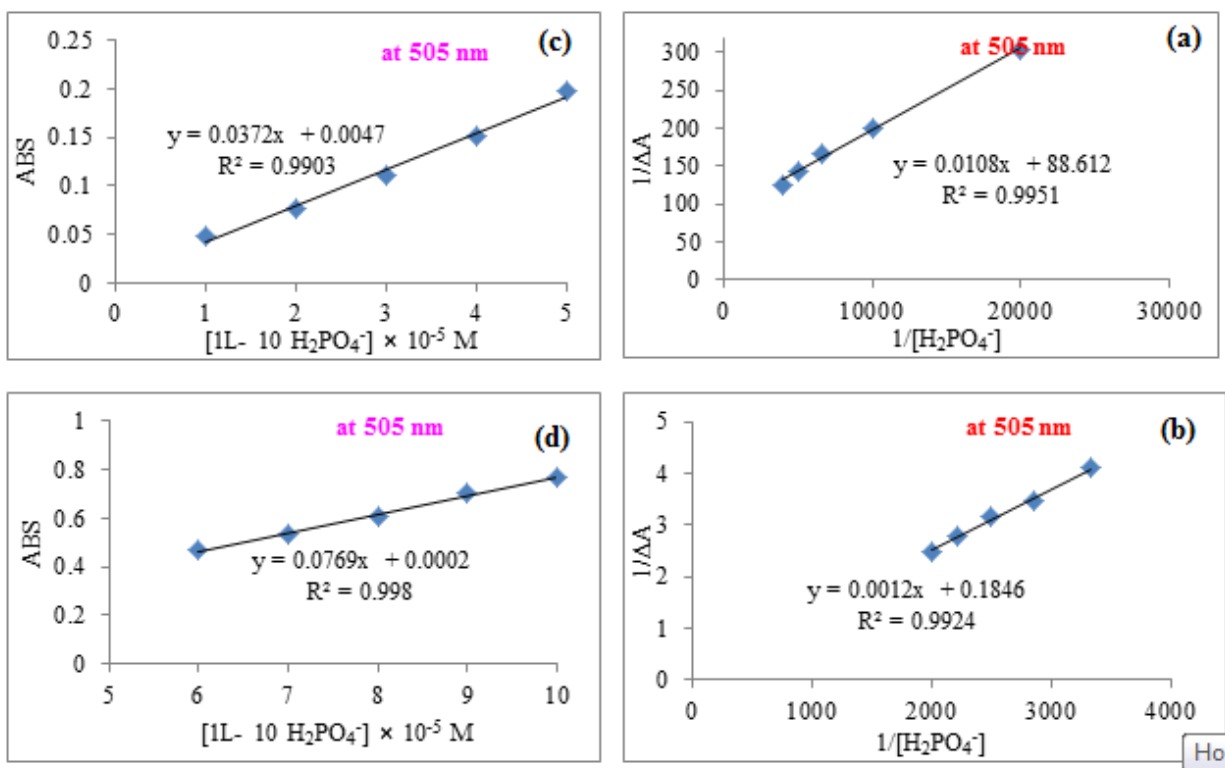 (c)
at 505 nm
0.25
0.2
0.15
0.1
0.05
0
ABS
y = 0.0372x + 0.0047
R² = 0.9903
0 1 2 3 4 5
[1L- 10 H₂PO₄⁻] × 10⁻⁵ M
(a)
at 505 nm
300
250
200
150
100
50
0
1/ΔA
y = 0.0108x + 88.612
R² = 0.9951
0 10000 20000 30000
1/[H₂PO₄⁻]
(d)
at 505 nm
1
0.8
0.6
0.4
0.2
0
ABS
y = 0.0769x + 0.0002
R² = 0.998
5 6 7 8 9 10
[1L- 10 H₂PO₄⁻] × 10⁻⁵ M
(b)
at 505 nm
5
4
3
2
1
0
1/ΔA
y = 0.0012x + 0.1846
R² = 0.9924
0 1000 2000 3000 4000
1/[H₂PO₄⁻]
Ho